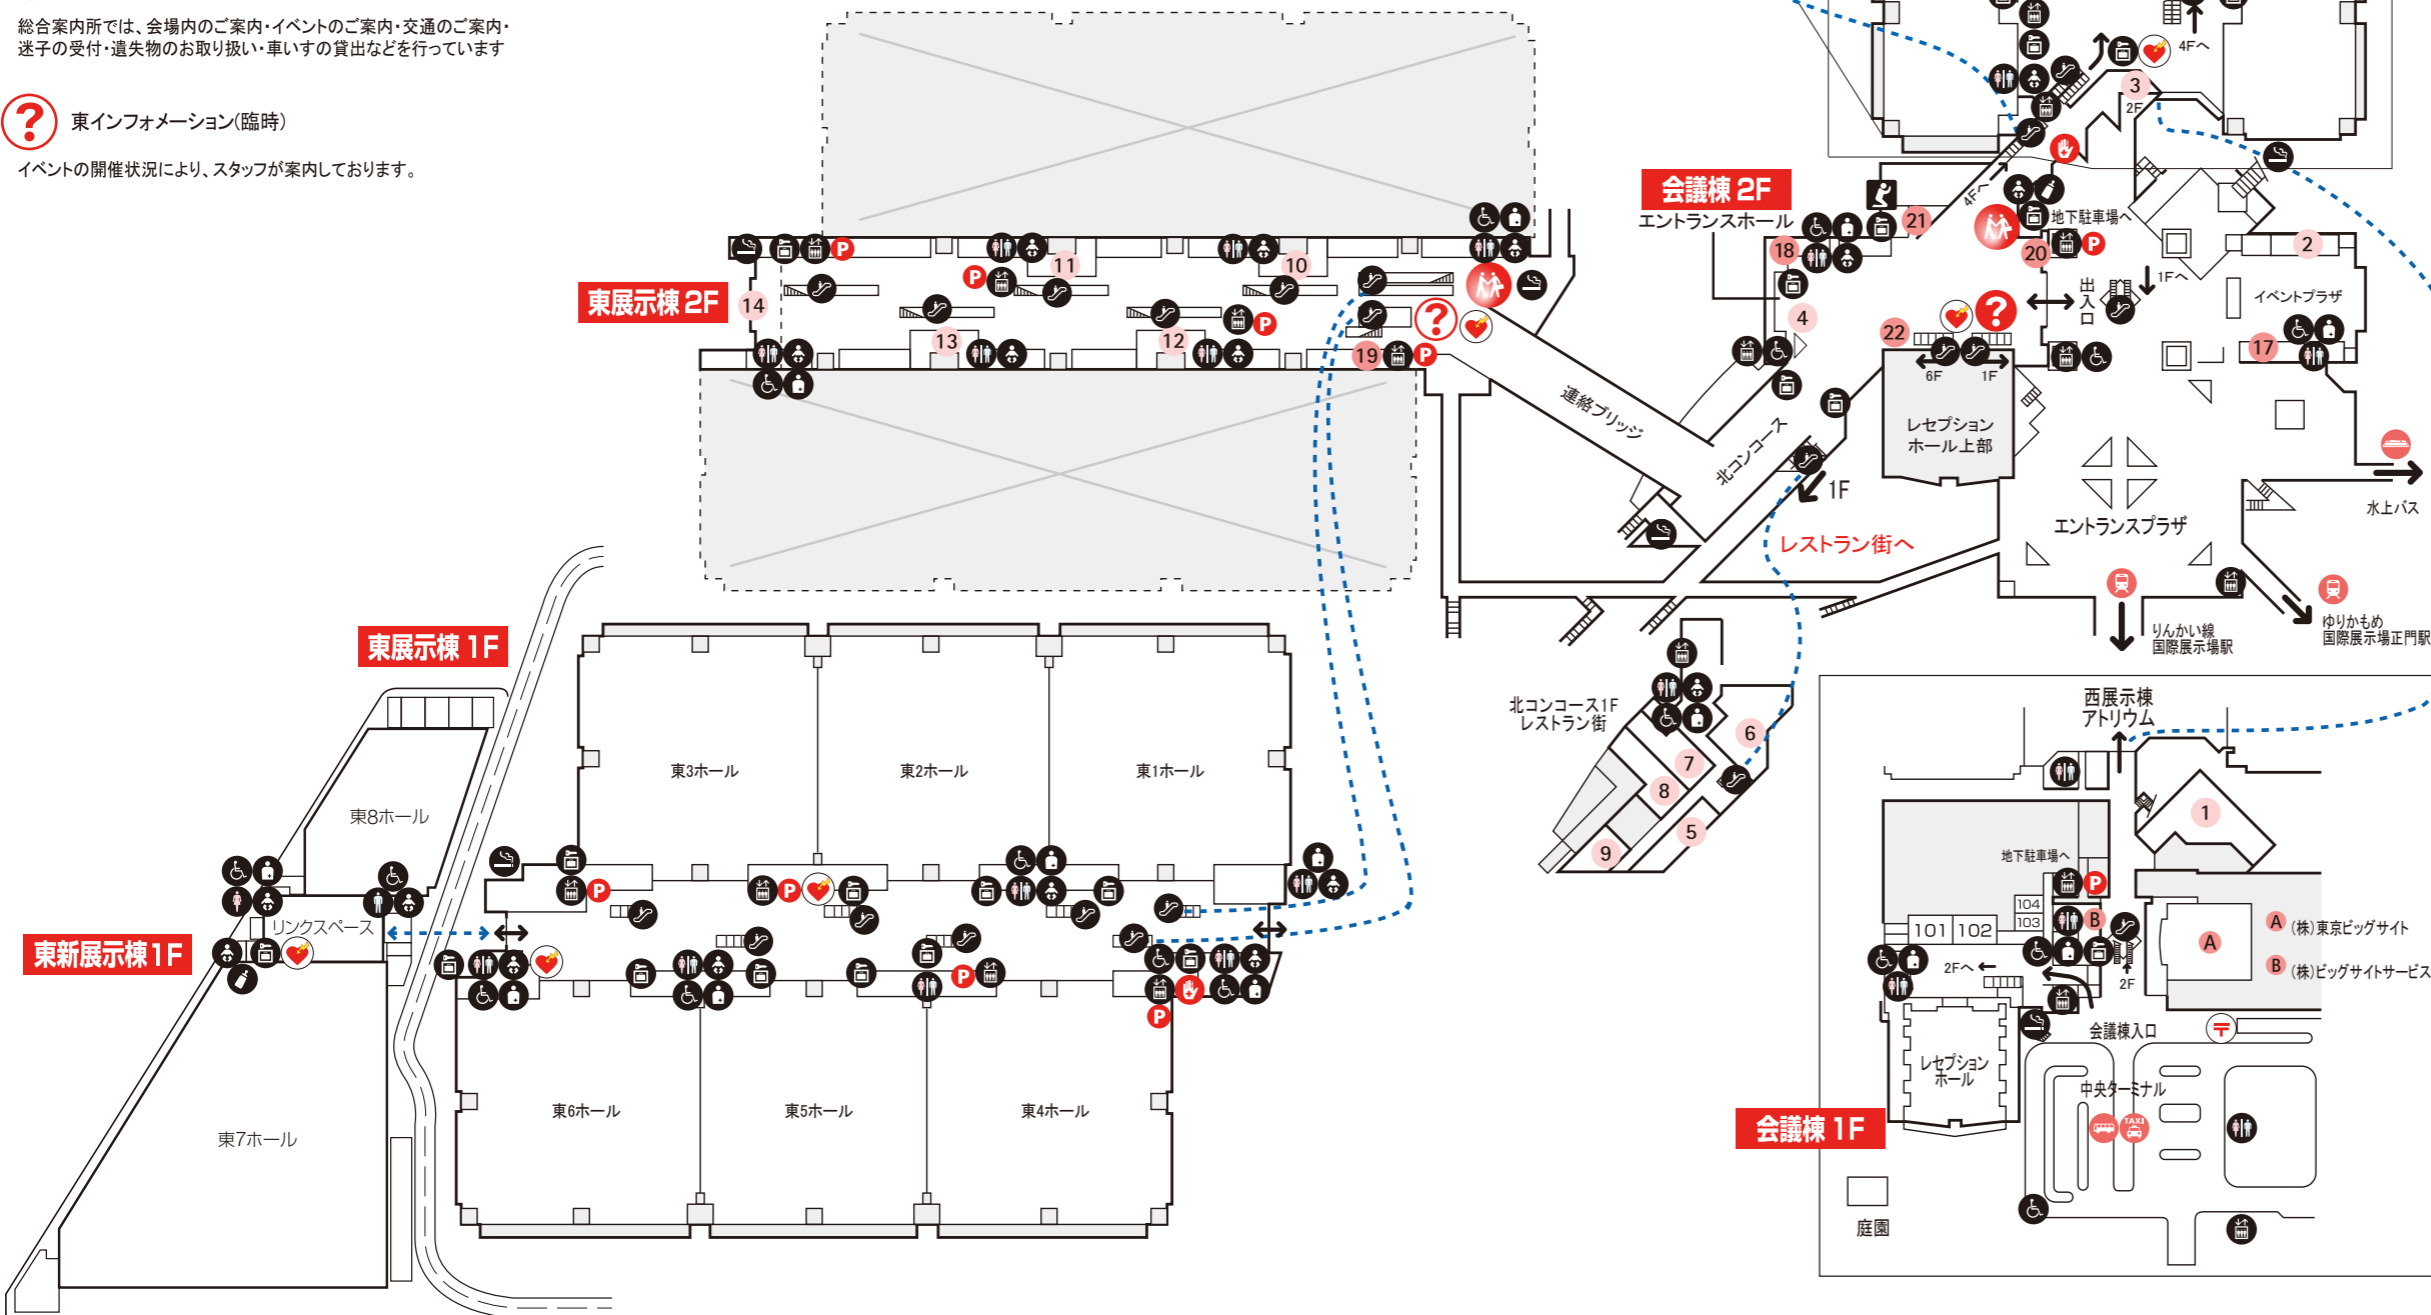 総合案内所では、会場内のご案内・イベントのご案内・交通のご案内・
迷子の受付・遺失物のお取り扱い・車いすの貸出などを行っています
?
東インフォメーション(臨時)
イベントの開催状況により、スタッフが案内しております。
4Fへ
3
2F
会議棟 2F
エントランスホール
4Fへ
21
18
地下駐車場へ
20
P
2
1Fへ
出入口
イベントプラザ
4
22
?
17
6F
1F
レセプション
ホール上部
エントランスプラザ
水上バス
りんかい線
国際展示場駅
ゆりかもめ
国際展示場正門駅
東展示棟 2F
P
11
10
P
14
13
12
P
?
19
P
連絡ブリッジ
北コンコース
1F
レストラン街へ
北コンコース1F
レストラン街
6
7
8
5
9
東展示棟 1F
東3ホール
東2ホール
東1ホール
東8ホール
P
P
リンクスペース
東新展示棟 1F
P
P
東6ホール
東5ホール
東4ホール
東7ホール
西展示棟
アトリウム
1
地下駐車場へ
P
104
103
101
102
B
A
A (株)東京ビッグサイト
B (株)ビッグサイトサービス
2Fへ
2F
会議棟入口
〒
レセプション
ホール
中央ターミナル
TAXI
会議棟 1F
庭園